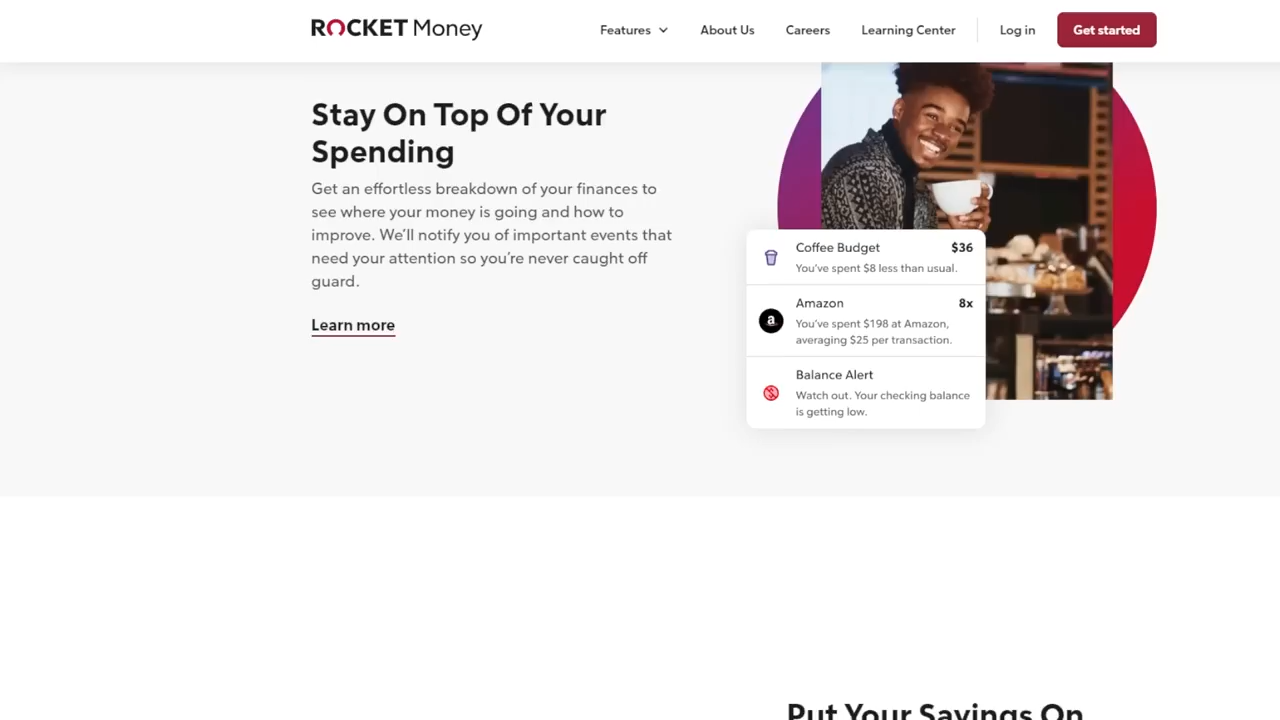 ROCKET Money
Features
About Us
Careers
Learning Center
Log in
Get started
Stay On Top Of Your
Spending
Get an effortless breakdown of your finances to
see where your money is going and how to
improve. We’ll notify you of important events that
need your attention so you’re never caught off
guard.
Learn more
Coffee Budget $36
You’ve spent $8 less than usual.
a
Amazon 8x
You’ve spent $198 at Amazon,
averaging $25 per transaction.
Balance Alert
Watch out. Your checking balance
is getting low.
Put Your Savings On